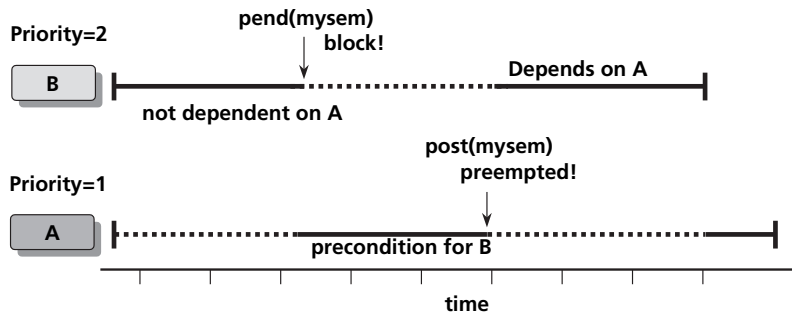 Priority=2
pend(mysem)
block!
B
Depends on A
not dependent on A
post(mysem)
preempted!
Priority=1
A
precondition for B
time